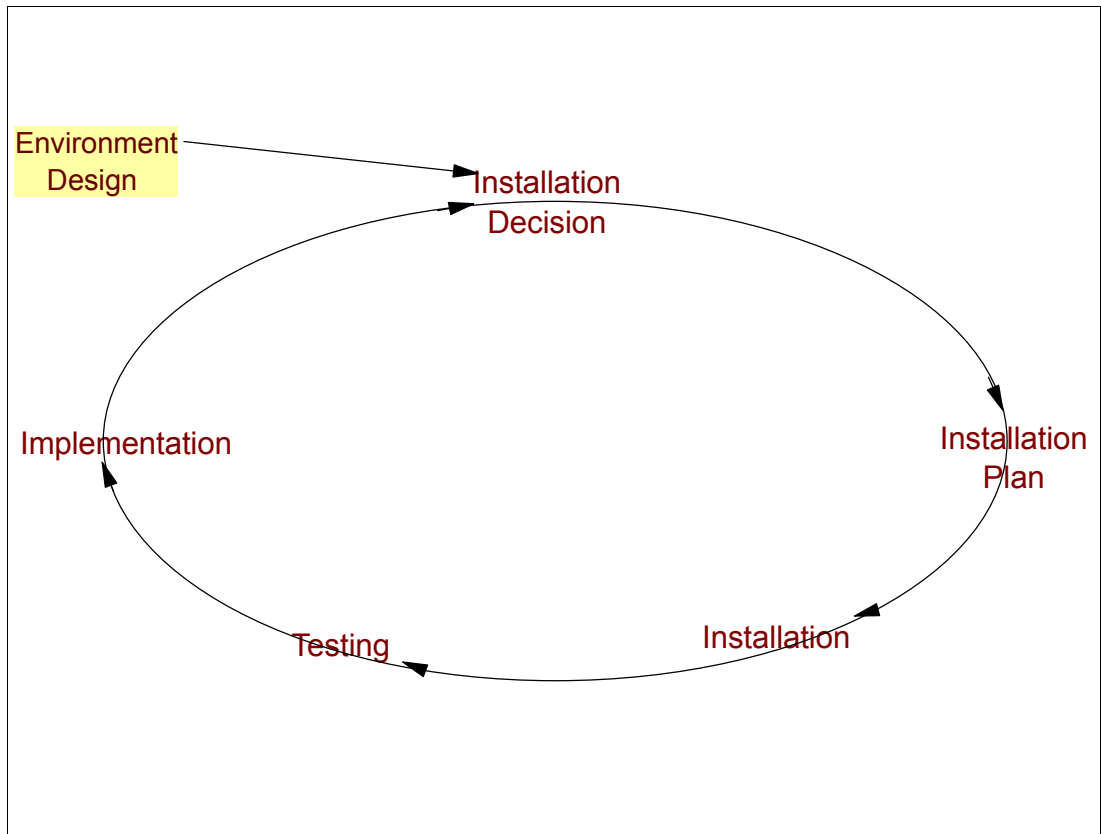 Environment
Design
Installation
Decision
Implementation
Installation
Plan
Testing
Installation